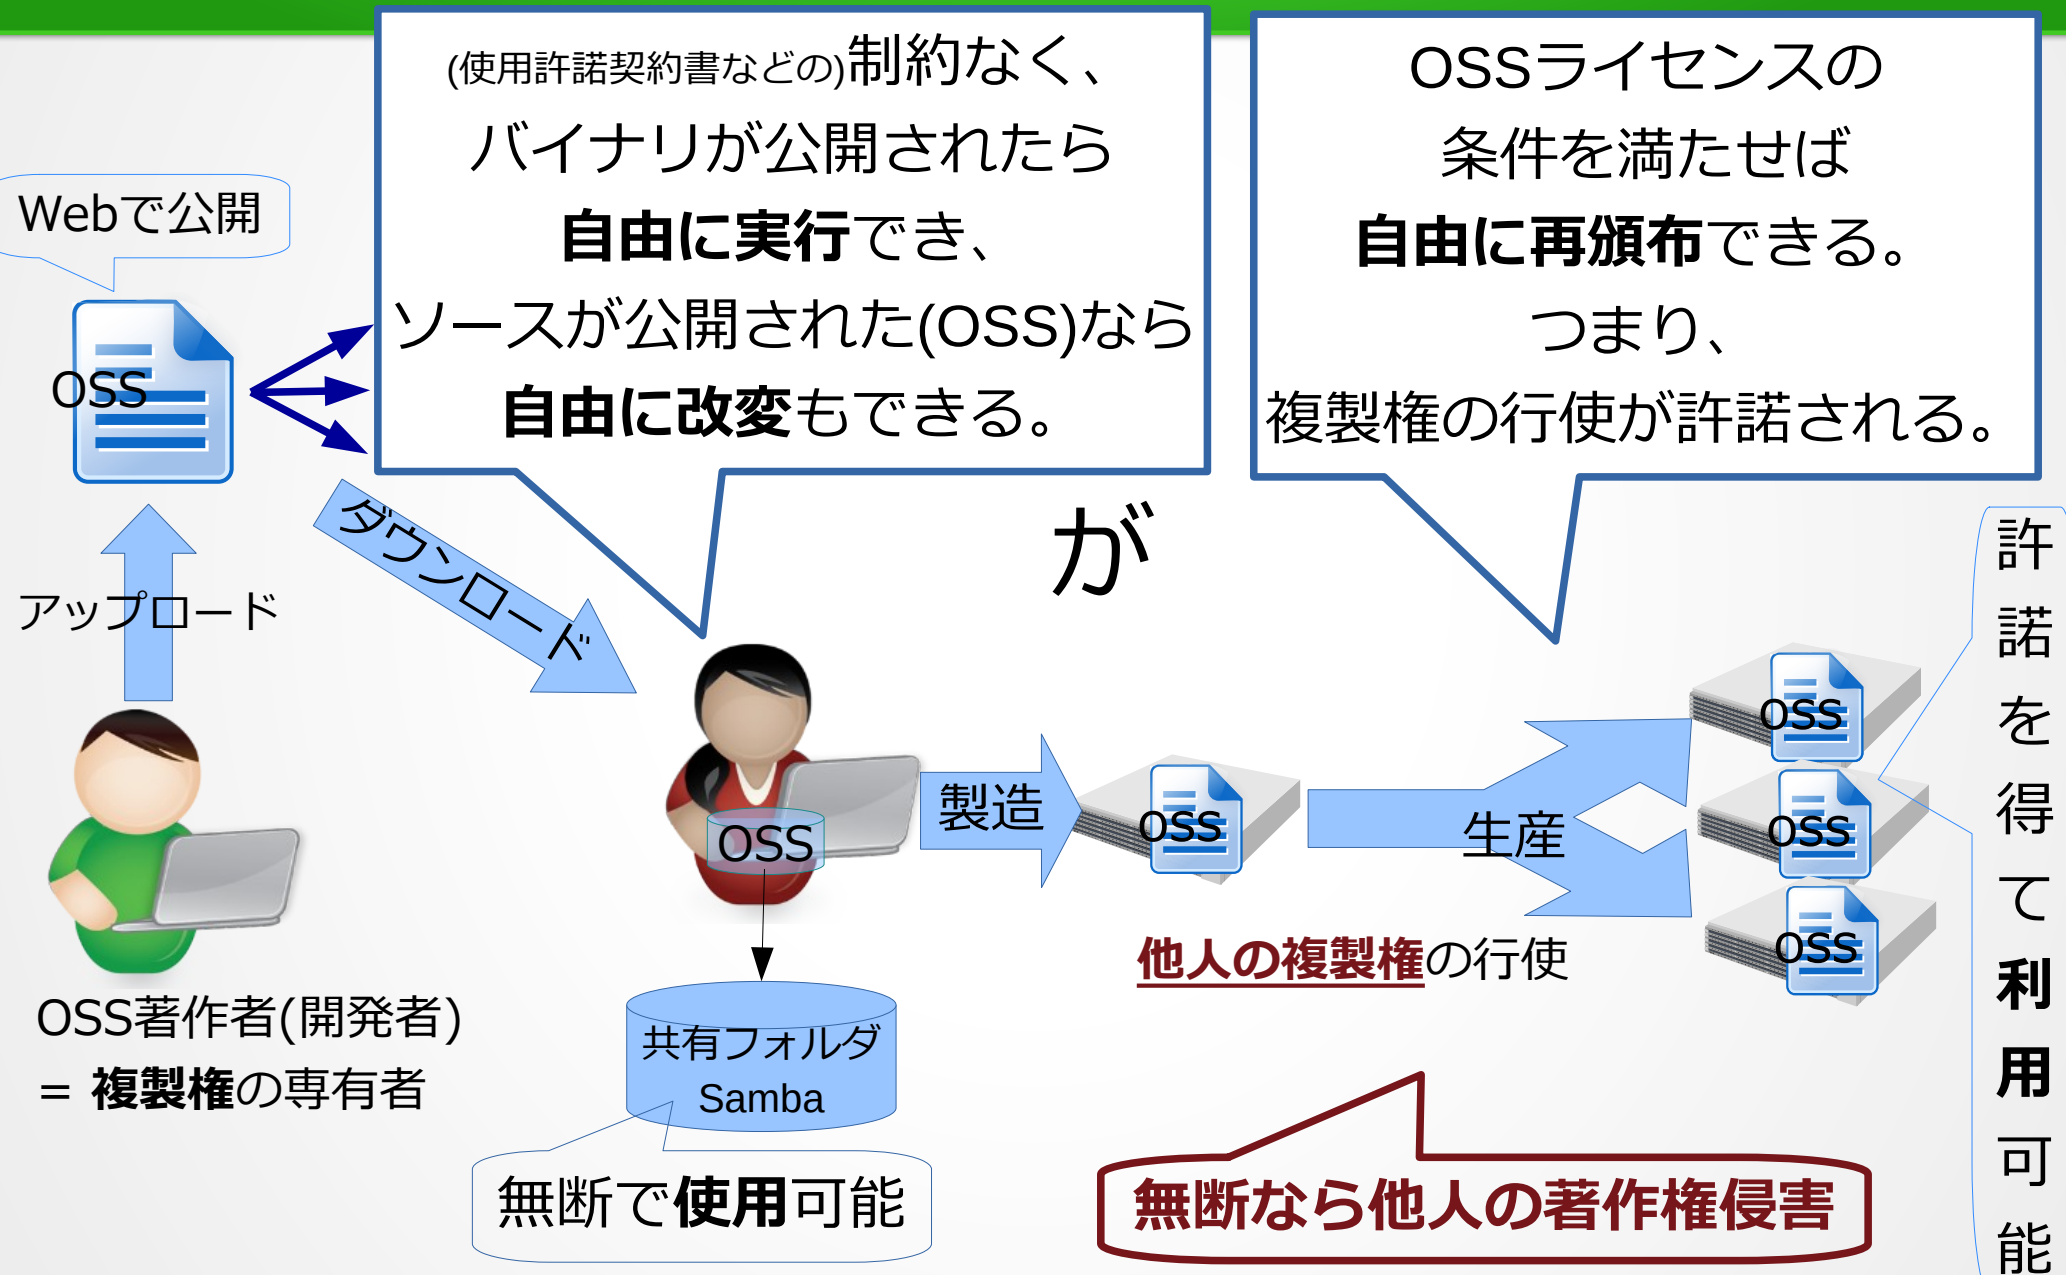 (使用許諾契約書などの)制約なく、
バイナリが公開されたら
自由に実行でき、
ソースが公開された(OSS)なら
自由に改変もできる。
OSSライセンスの
条件を満たせば
自由に再頒布できる。
つまり、
複製権の行使が許諾される。
Webで公開
OSS
アップロード
ダウンロード
が
OSS著作者(開発者)
= 複製権の専有者
OSS
製造
OSS
生産
OSS
OSS
OSS
他人の複製権の行使
共有フォルダ
Samba
無断で使用可能
無断なら他人の著作権侵害
許諾を得て利用可能